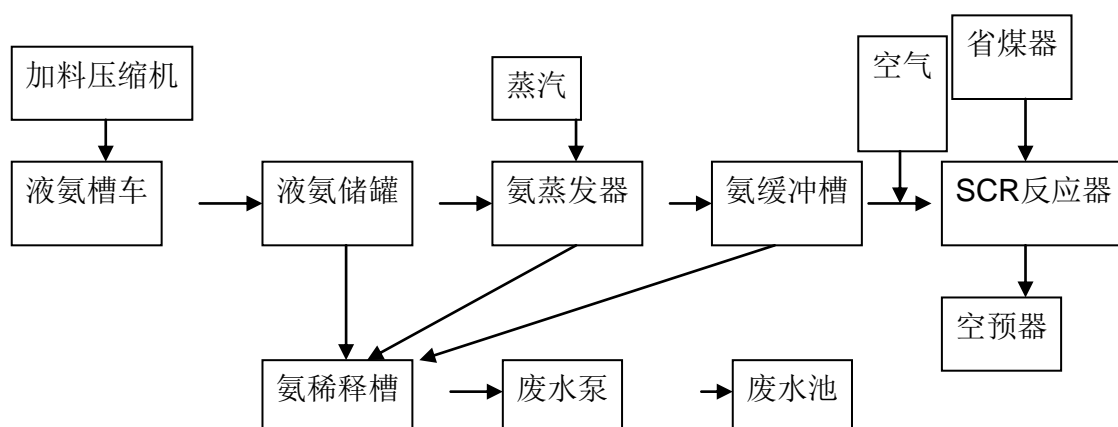 加料压缩机
蒸汽
空气
省煤器
液氨槽车
液氨储罐
氨蒸发器
氨缓冲槽
SCR反应器
空预器
氨稀释槽
废水泵
废水池